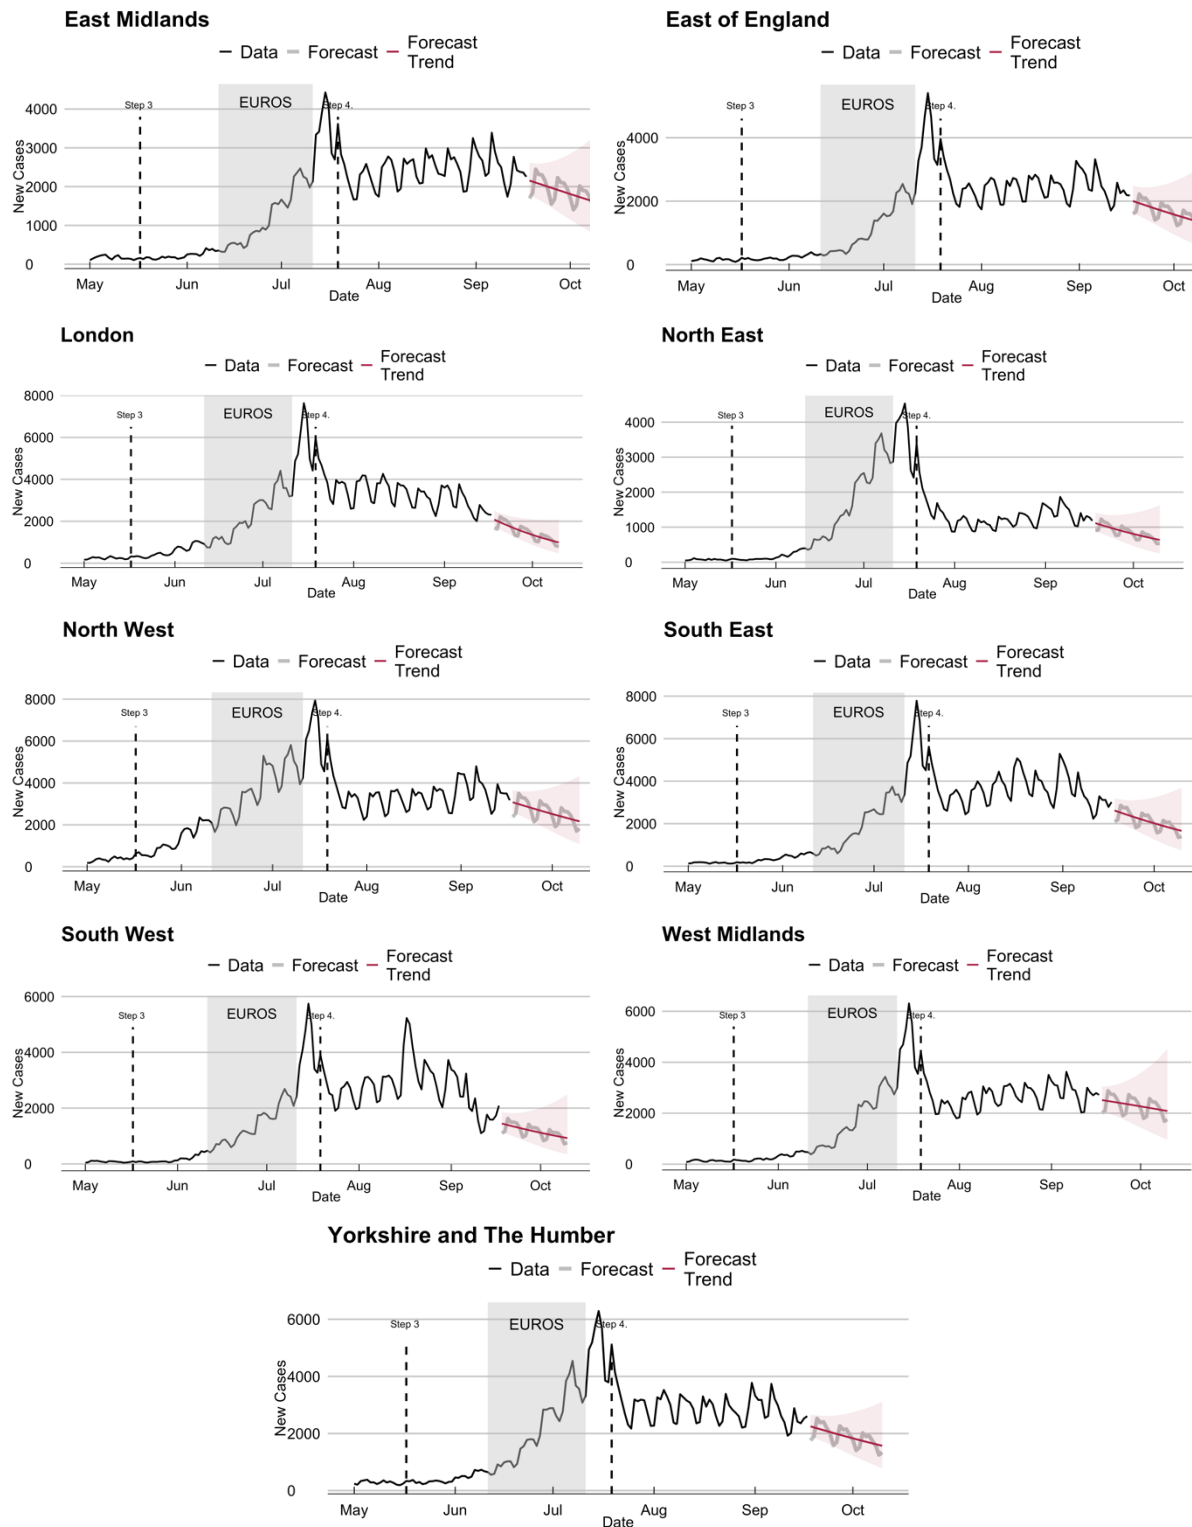 East Midlands
Data Forecast Forecast Trend
New Cases
4000
3000
2000
1000
0
Step 3
EUROS
Step 4.
May Jun Jul Aug Sep Oct
Date
East of England
Data Forecast Forecast Trend
New Cases
4000
2000
0
Step 3
EUROS
Step 4.
May Jun Jul Aug Sep Oct
Date
London
Data Forecast Forecast Trend
New Cases
8000
6000
4000
2000
0
Step 3
EUROS
Step 4.
May Jun Jul Aug Sep Oct
Date
North East
Data Forecast Forecast Trend
New Cases
4000
3000
2000
1000
0
Step 3
EUROS
Step 4.
May Jun Jul Aug Sep Oct
Date
North West
Data Forecast Forecast Trend
New Cases
8000
6000
4000
2000
0
Step 3
EUROS
Step 4.
May Jun Jul Aug Sep Oct
Date
South East
Data Forecast Forecast Trend
New Cases
8000
6000
4000
2000
0
Step 3
EUROS
Step 4.
May Jun Jul Aug Sep Oct
Date
South West
Data Forecast Forecast Trend
New Cases
6000
4000
2000
0
Step 3
EUROS
Step 4.
May Jun Jul Aug Sep Oct
Date
West Midlands
Data Forecast Forecast Trend
New Cases
6000
4000
2000
0
Step 3
EUROS
Step 4.
May Jun Jul Aug Sep Oct
Date
Yorkshire and The Humber
Data Forecast Forecast Trend
New Cases
6000
4000
2000
0
Step 3
EUROS
Step 4.
May Jun Jul Aug Sep Oct
Date